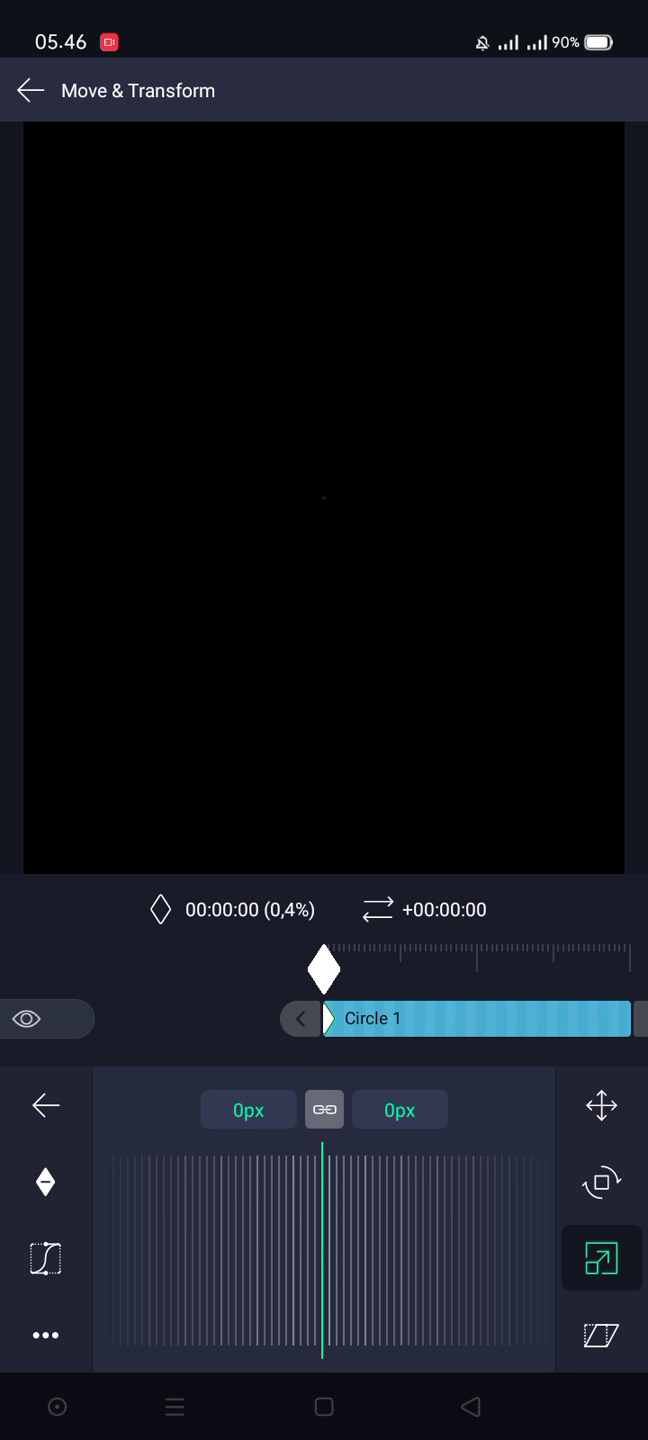 05.46
90%
Move & Transform
00:00:00 (0,4%)
+00:00:00
Circle 1
0px
0px